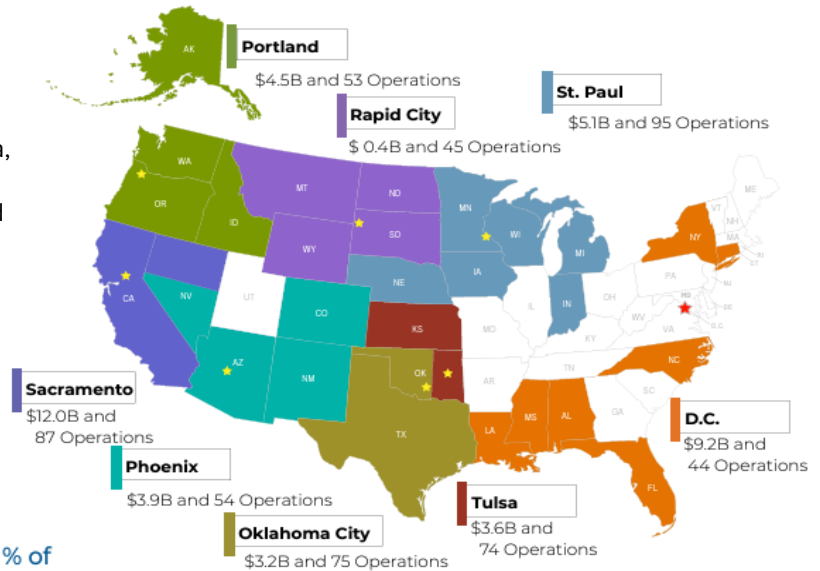 AK
Portland
$4.5B and 53 Operations
St. Paul
$5.1B and 95 Operations
Rapid City
$ 0.4B and 45 Operations
a,
WA
MT
ND
MN
ME
VT
NH
OR
ID
SD
WI
MI
NY
MA
WY
IA
PA
NE
NV
UT
IL
IN
OH
MD
DE
CA
CO
WV
VA
D.C.
KS
MO
KY
AZ
NM
OK
AR
TN
NC
SC
TX
LA
MS
AL
GA
FL
Sacramento
$12.0B and
87 Operations
D.C.
$9.2B and
44 Operations
Phoenix
$3.9B and 54 Operations
Tulsa
$3.6B and
74 Operations
Oklahoma City
$3.2B and 75 Operations
% of